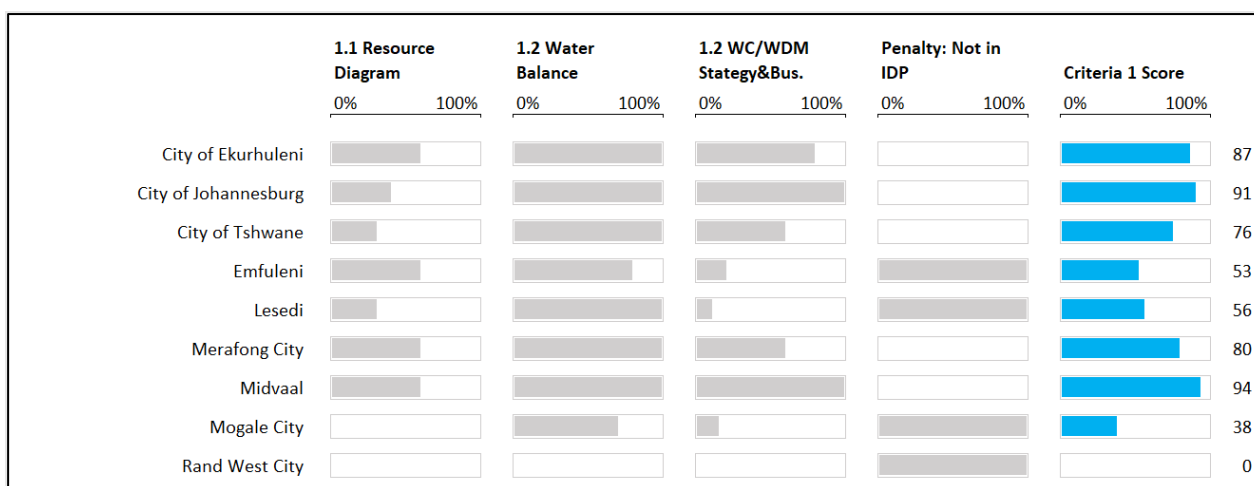 1.1 Resource Diagram
1.2 Water Balance
1.2 WC/WDM Stategy&Bus.
Penalty: Not in IDP
Criteria 1 Score
0% 100% 0% 100% 0% 100% 0% 100% 0% 100%
City of Ekurhuleni 87
City of Johannesburg 91
City of Tshwane 76
Emfuleni 53
Lesedi 56
Merafong City 80
Midvaal 94
Mogale City 38
Rand West City 0